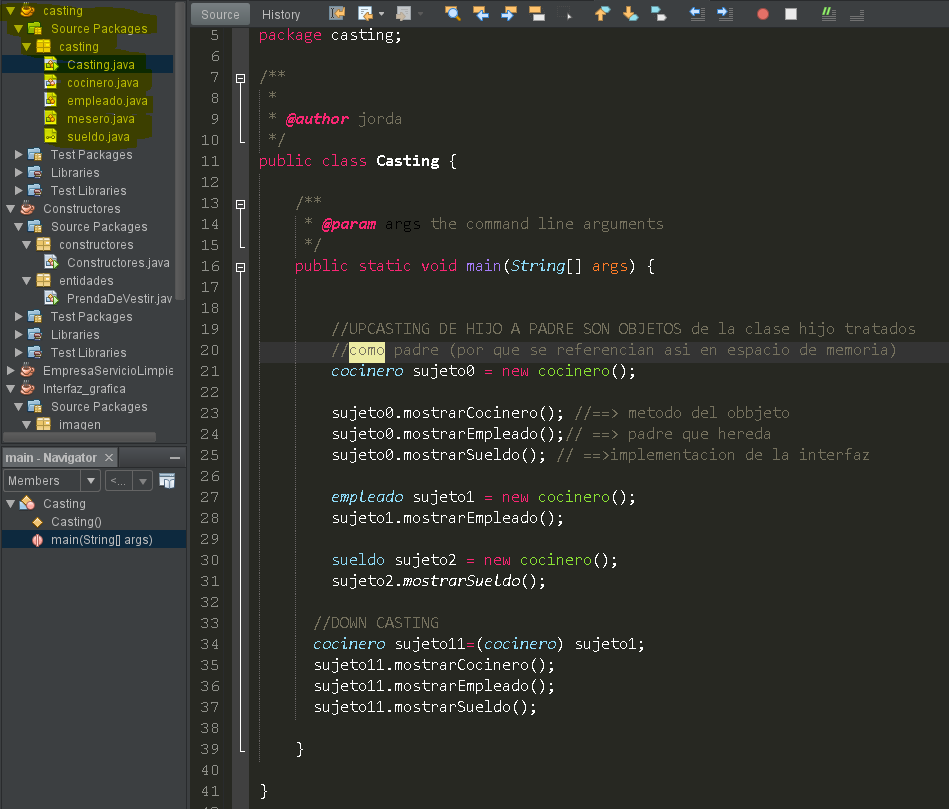 casting
Source Packages
casting
Casting.java
cocinero.java
empleado.java
mesero.java
sueldo.java
Test Packages
Libraries
Test Libraries
Constructores
Source Packages
constructores
Constructores.java
entidades
PrendaDeVestir.jav
Test Packages
Libraries
Test Libraries
EmpresaServicioLimpie
Interfaz_grafica
Source Packages
imagen
main - Navigator
Members
<...
Casting
Casting()
main(String[] args)
Source History
5 package casting;
6
7 /**
8 *
9 * @author jorda
10 */
11 public class Casting {
12
13 /**
14 * @param args the command line arguments
15 */
16 public static void main(String[] args) {
17
18
19 //UPCASTING DE HIJO A PADRE SON OBJETOS de la clase hijo tratados
20 //como padre (por que se referencian asi en espacio de memoria)
21 cocinero sujeto0 = new cocinero();
22
23 sujeto0.mostrarCocinero(); //==> metodo del obbjeto
24 sujeto0.mostrarEmpleado();// ==> padre que hereda
25 sujeto0.mostrarSueldo(); // ==>implementacion de la interfaz
26
27 empleado sujeto1 = new cocinero();
28 sujeto1.mostrarEmpleado();
29
30 sueldo sujeto2 = new cocinero();
31 sujeto2.mostrarSueldo();
32
33 //DOWN CASTING
34 cocinero sujeto11=(cocinero) sujeto1;
35 sujeto11.mostrarCocinero();
36 sujeto11.mostrarEmpleado();
37 sujeto11.mostrarSueldo();
38
39 }
40
41 }